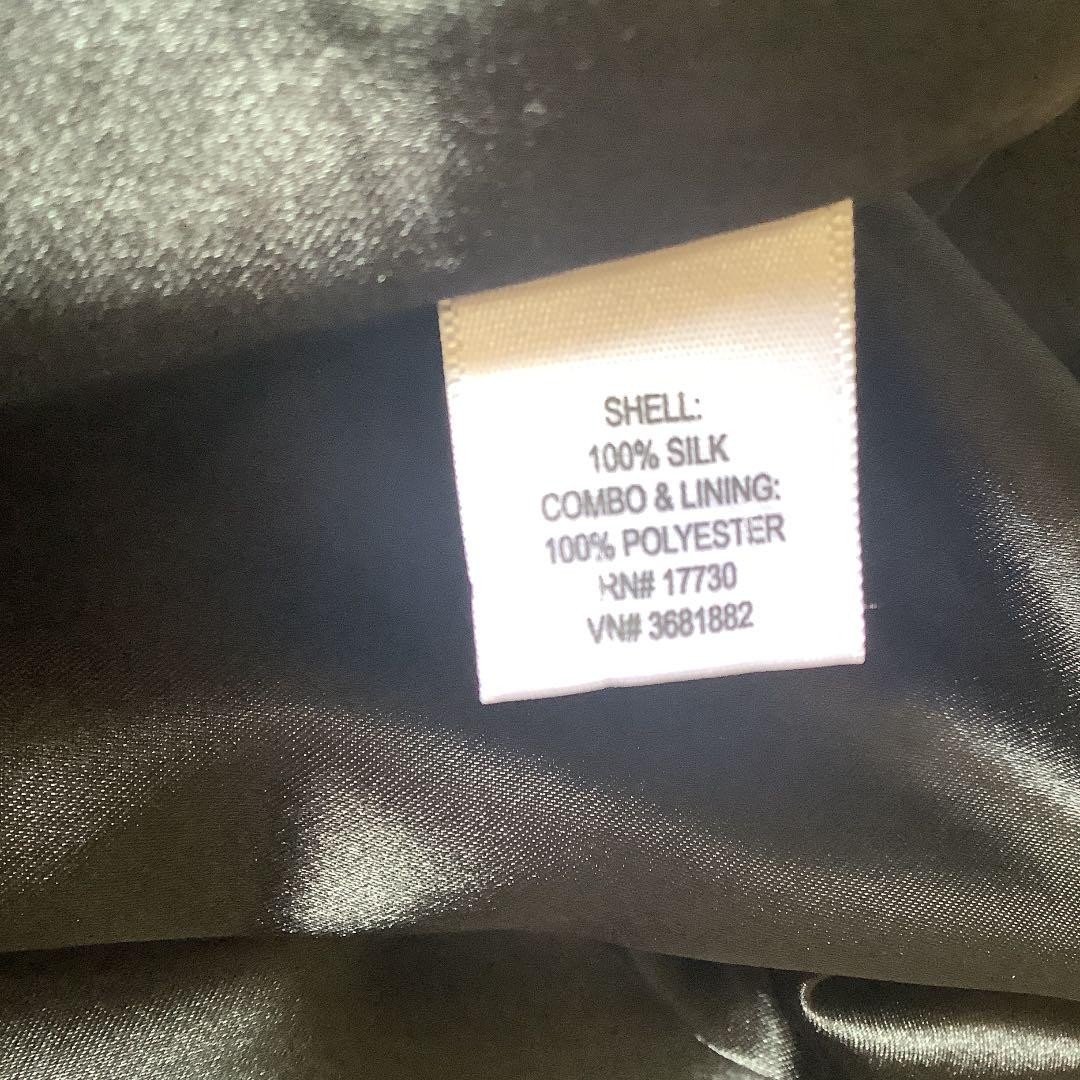 SHELL:
100% SILK
COMBO & LINING:
100% POLYESTER
RN# 17730
VN# 3681882